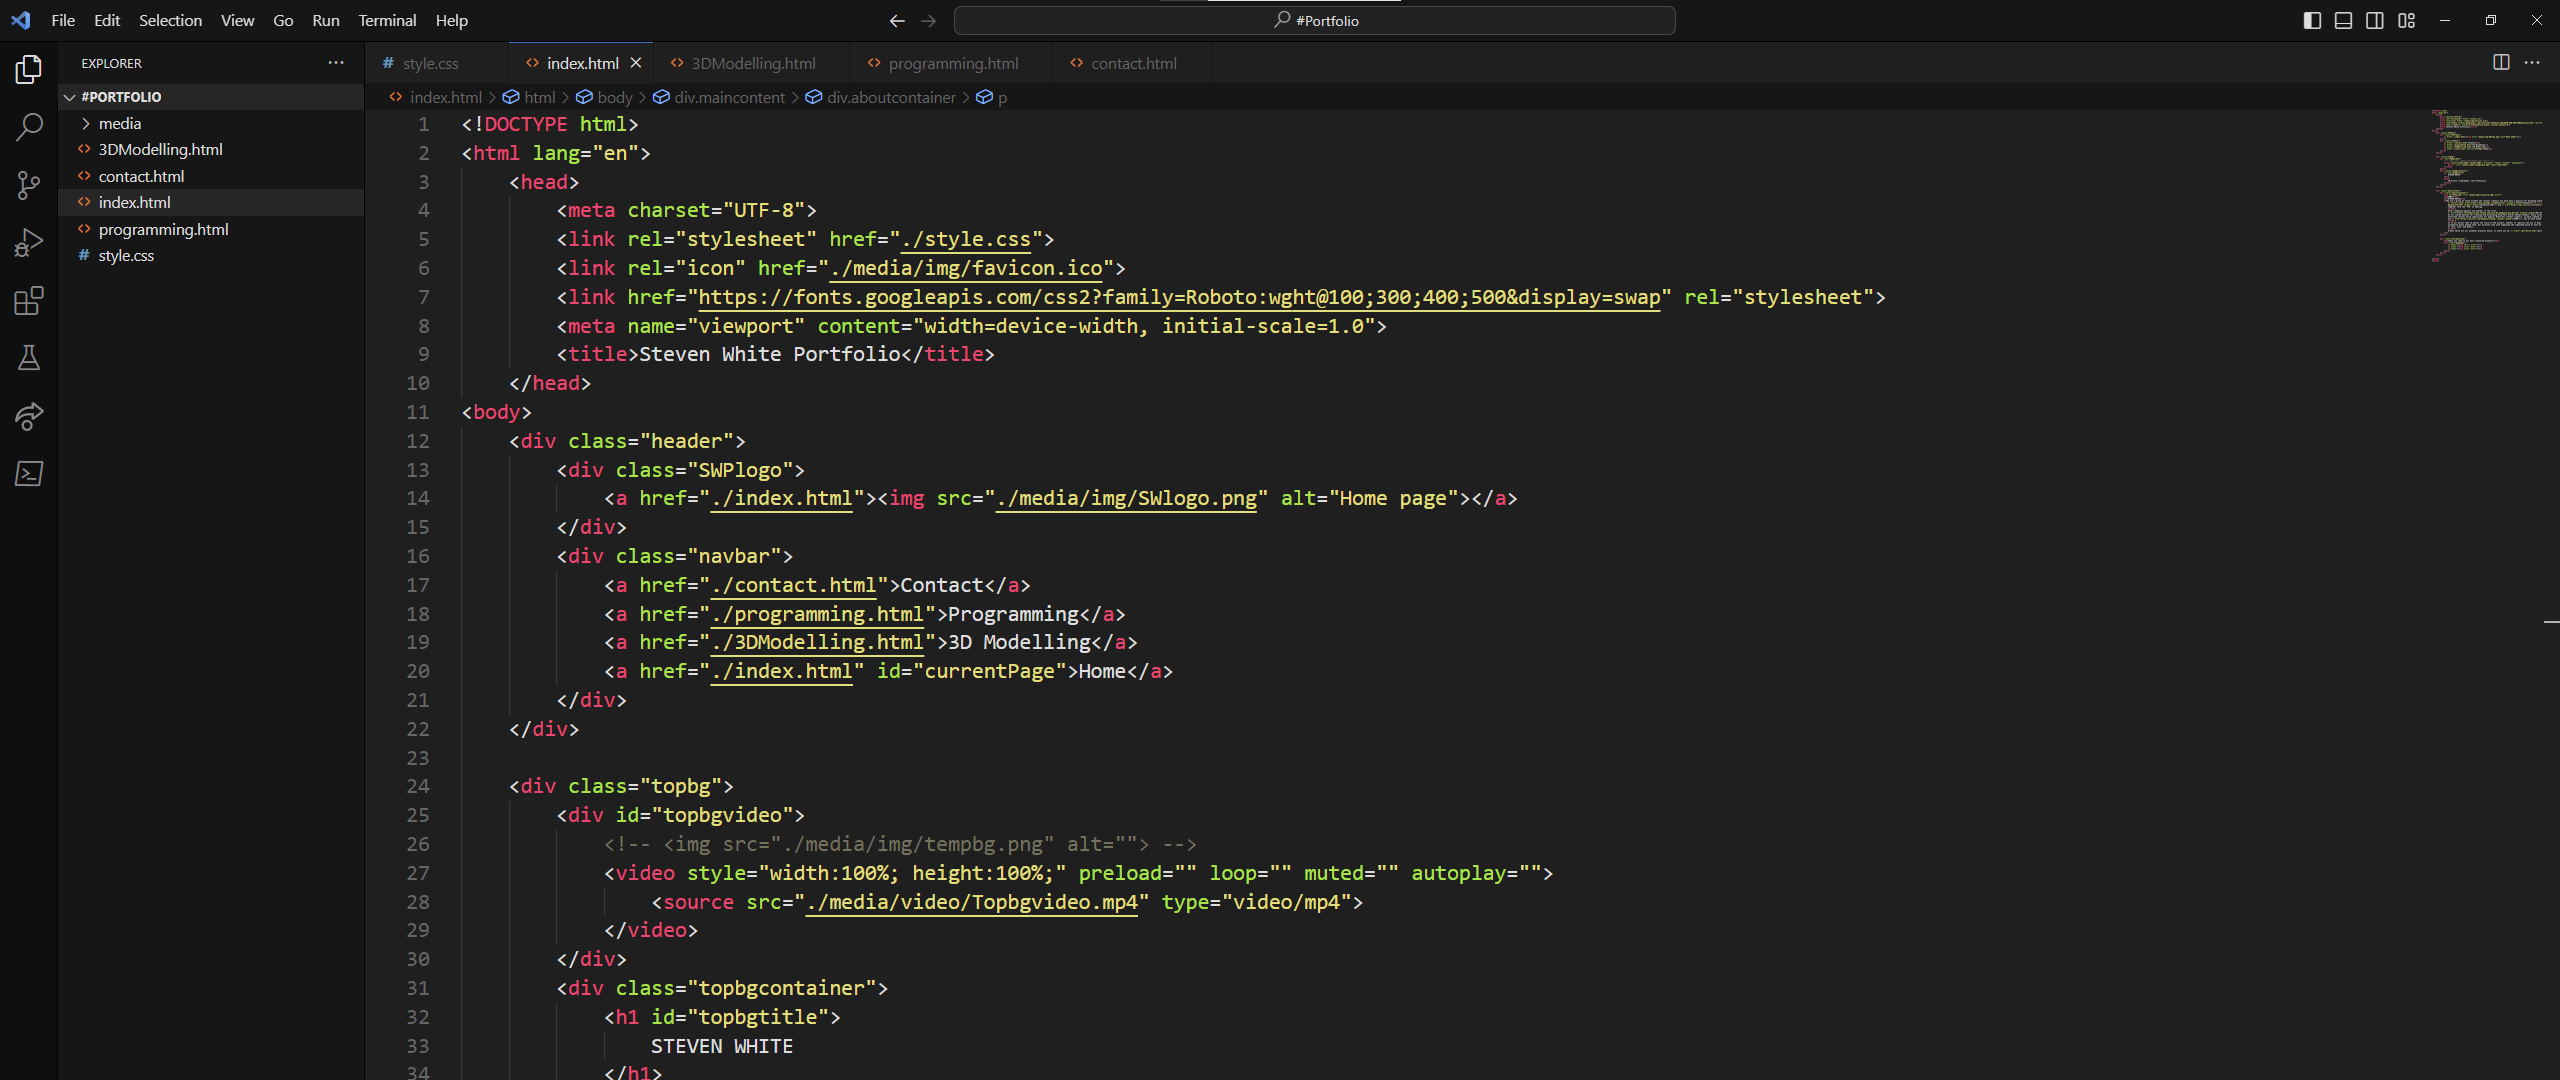 File Edit Selection View Go Run Terminal Help
#Portfolio
EXPLORER
#PORTFOLIO
media
3DModelling.html
contact.html
index.html
programming.html
# style.css
# style.css
index.html
3DModelling.html
programming.html
contact.html
index.html > html > body > div.maincontent > div.aboutcontainer > p
1 <!DOCTYPE html>
2 <html lang="en">
3     <head>
4         <meta charset="UTF-8">
5         <link rel="stylesheet" href="./style.css">
6         <link rel="icon" href="./media/img/favicon.ico">
7         <link href="https://fonts.googleapis.com/css2?family=Roboto:wght@100;300;400;500&display=swap" rel="stylesheet">
8         <meta name="viewport" content="width=device-width, initial-scale=1.0">
9         <title>Steven White Portfolio</title>
10     </head>
11 <body>
12     <div class="header">
13         <div class="SWPlogo">
14             <a href="./index.html"><img src="./media/img/SWlogo.png" alt="Home page"></a>
15         </div>
16         <div class="navbar">
17             <a href="./contact.html">Contact</a>
18             <a href="./programming.html">Programming</a>
19             <a href="./3DModelling.html">3D Modelling</a>
20             <a href="./index.html" id="currentPage">Home</a>
21         </div>
22     </div>
23
24     <div class="topbg">
25         <div id="topbgvideo">
26             <!-- <img src="./media/img/tempbg.png" alt=""> -->
27             <video style="width:100%; height:100%;" preload="" loop="" muted="" autoplay="">
28                 <source src="./media/video/Topbgvideo.mp4" type="video/mp4">
29             </video>
30         </div>
31         <div class="topbgcontainer">
32             <h1 id="topbgtitle">
33                 STEVEN WHITE
34             </h1>